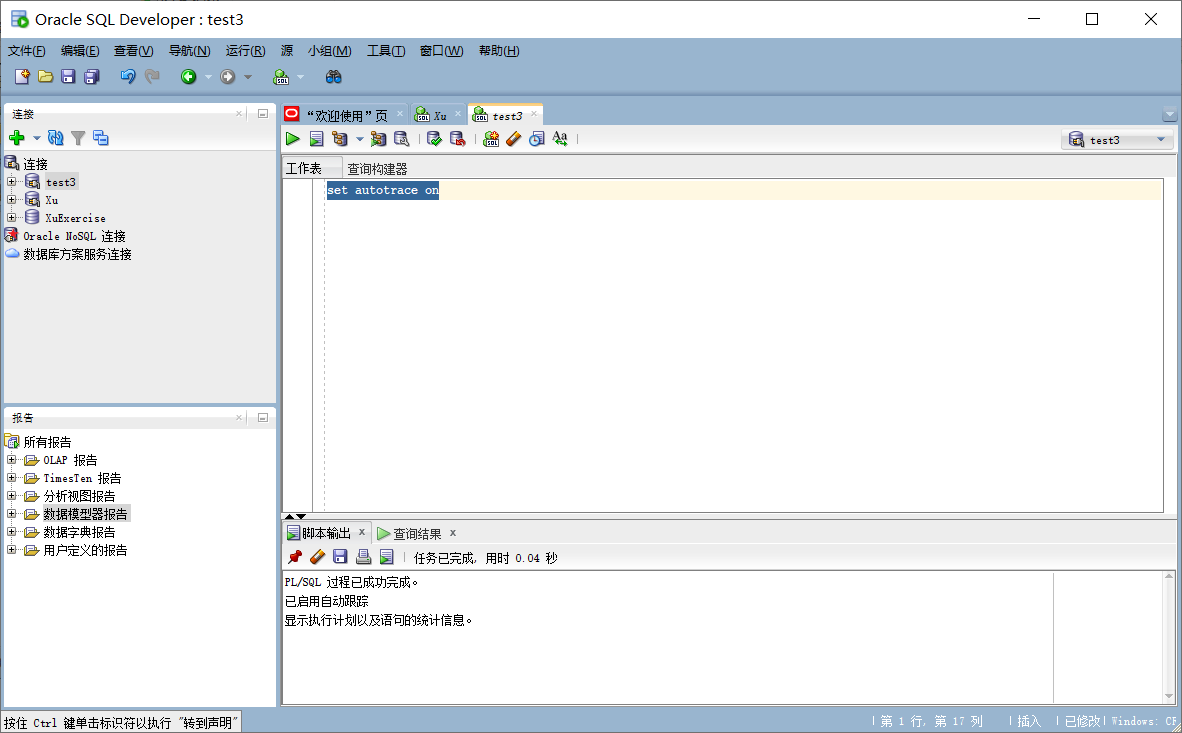 Oracle SQL Developer : test3
文件(F) 编辑(E) 查看(V) 导航(N) 运行(R) 源 小组(M) 工具(T) 窗口(W) 帮助(H)
连接
连接
test3
Xu
XuExercise
Oracle NoSQL 连接
数据库方案服务连接
报告
所有报告
OLAP 报告
TimesTen 报告
分析视图报告
数据模型器报告
数据字典报告
用户定义的报告
“欢迎使用”页 Xu test3
test3
工作表 查询构建器
set autotrace on
脚本输出 查询结果
任务已完成, 用时 0.04 秒
PL/SQL 过程已成功完成。
已启用自动跟踪
显示执行计划以及语句的统计信息。
按住 Ctrl 键单击标识符以执行 "转到声明"
第 1 行, 第 17 列 插入 已修改 Windows: CR